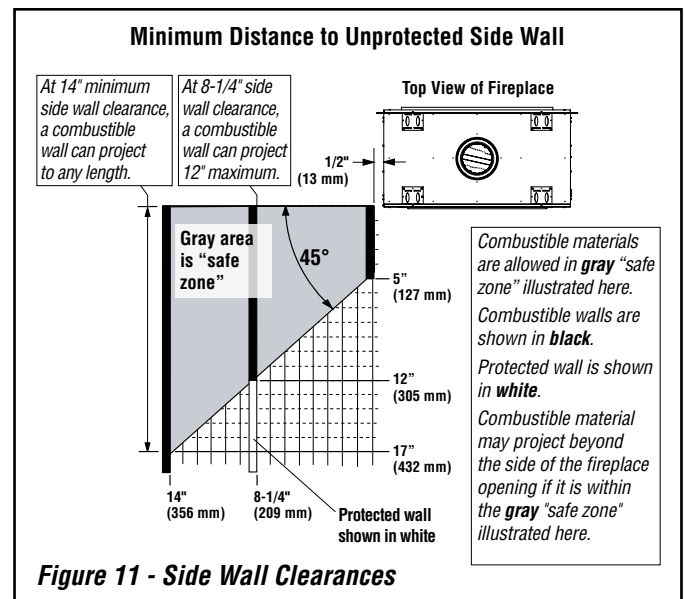 Minimum Distance to Unprotected Side Wall
At 14" minimum
side wall clearance,
a combustible
wall can project
to any length.
At 8-1/4" side
wall clearance,
a combustible
wall can project
12" maximum.
Top View of Fireplace
1/2"
(13 mm)
Gray area
is “safe
zone”
45°
5”
(127 mm)
12”
(305 mm)
17”
(432 mm)
14"
(356 mm)
8-1/4"
(209 mm)
Protected wall
shown in white
Combustible materials
are allowed in gray “safe
zone” illustrated here.
Combustible walls are
shown in black.
Protected wall is shown
in white.
Combustible material
may project beyond
the side of the fireplace
opening if it is within
the gray "safe zone"
illustrated here.
Figure 11 - Side Wall Clearances